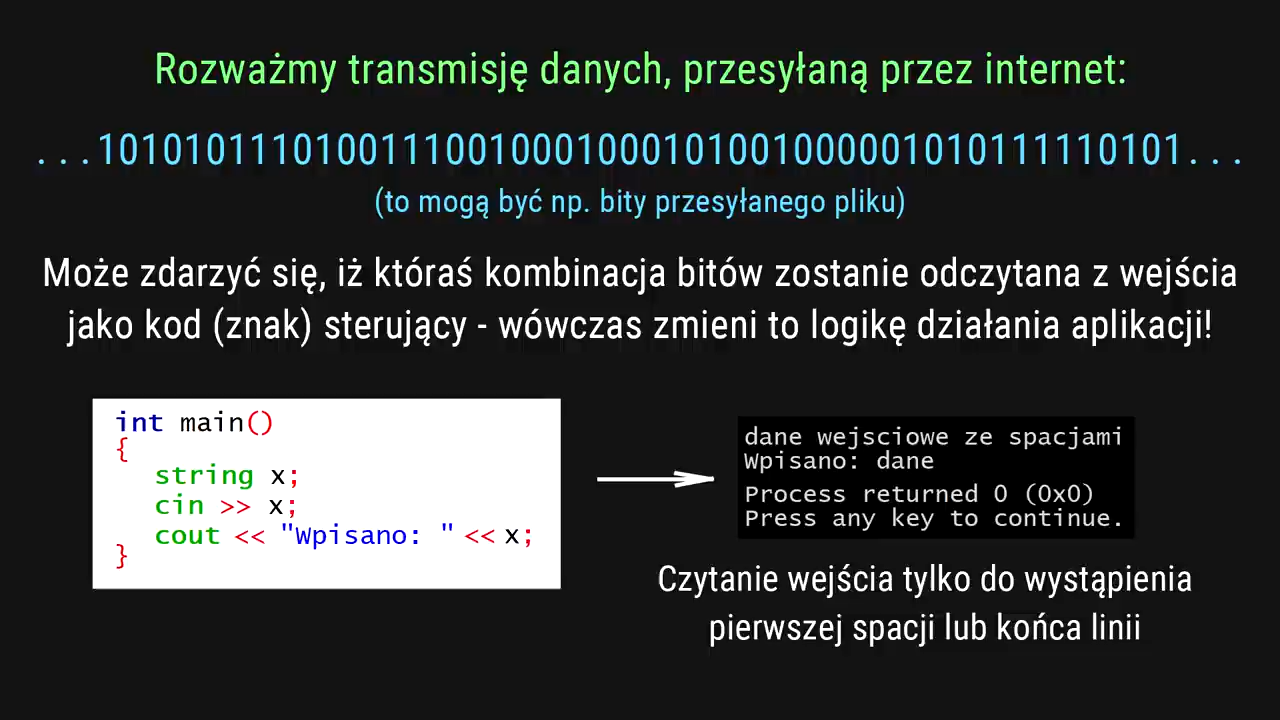 Rozważmy transmisję danych, przesyłaną przez internet:
...10101011101001110010001000101001000001010111110101...
(to mogą być np. bity przesyłanego pliku)
Może zdarzyć się, iż któraś kombinacja bitów zostanie odczytana z wejścia
jako kod (znak) sterujący - wówczas zmieni to logikę działania aplikacji!
int main()
{
string x;
cin >> x;
cout << "Wpisano: " << x;
}
dane wejsciowe ze spacjami
Wpisano: dane
Process returned 0 (0x0)
Press any key to continue.
Czytanie wejścia tylko do wystąpienia
pierwszej spacji lub końca linii